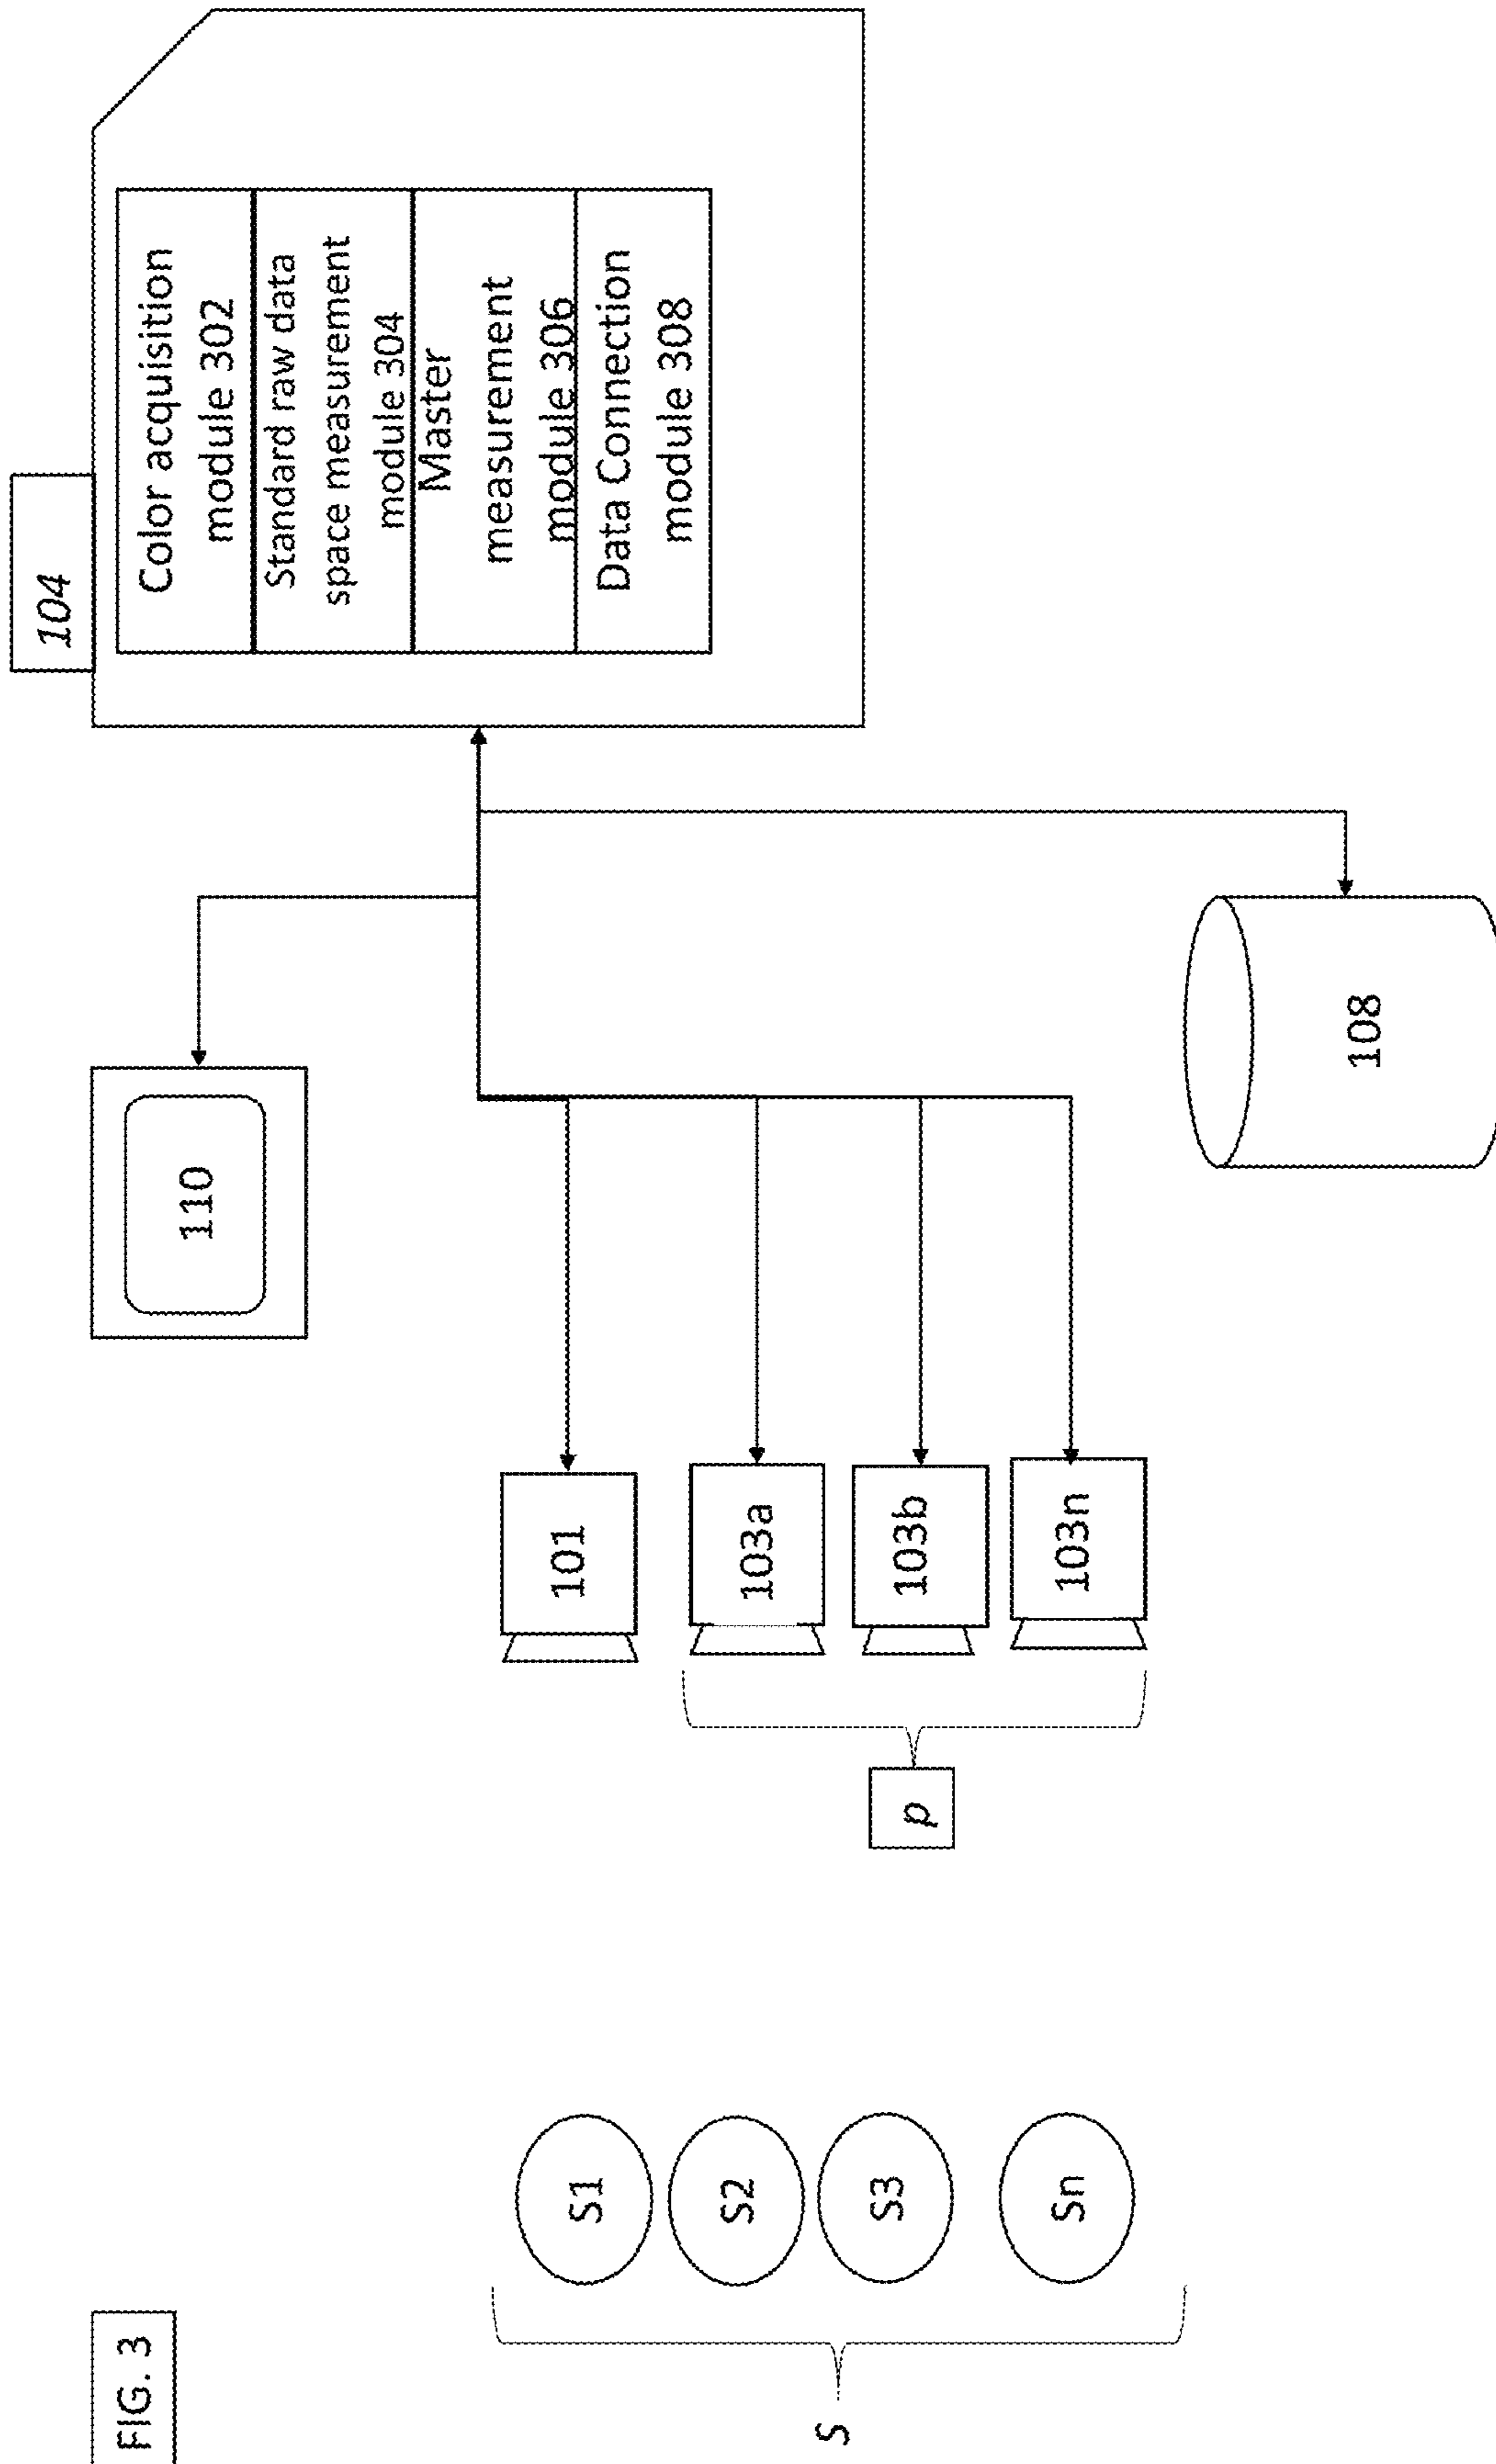 FIG. 3
S
S1
S2
S3
Sn
p
101
103a
103b
103n
110
108
104
Color acquisition
module 302
Standard raw data
space measurement
module 304
Master
measurement
module 306
Data Connection
module 308